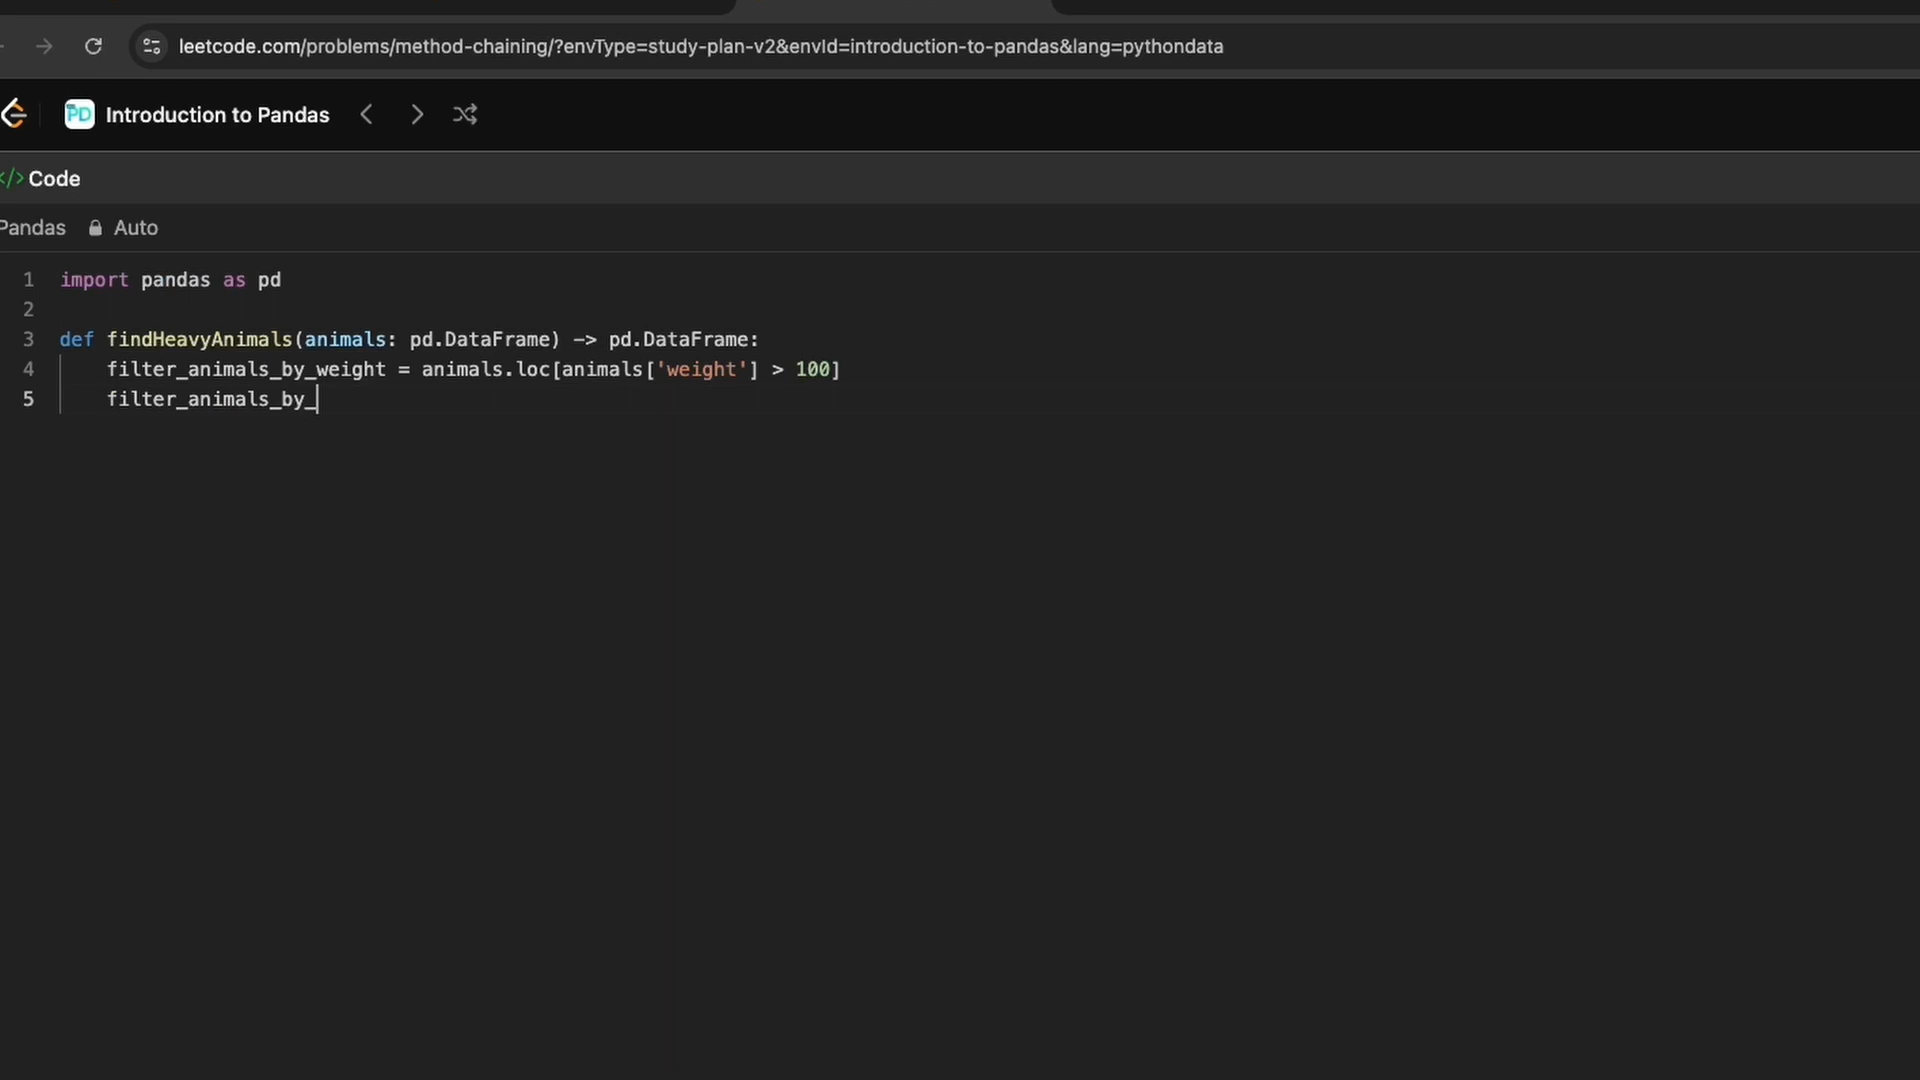 leetcode.com/problems/method-chaining/?envType=study-plan-v2&envId=introduction-to-pandas&lang=pythondata
PD Introduction to Pandas
</> Code
Pandas Auto
1 import pandas as pd
2
3 def findHeavyAnimals(animals: pd.DataFrame) -> pd.DataFrame:
4 filter_animals_by_weight = animals.loc[animals['weight'] > 100]
5 filter_animals_by_